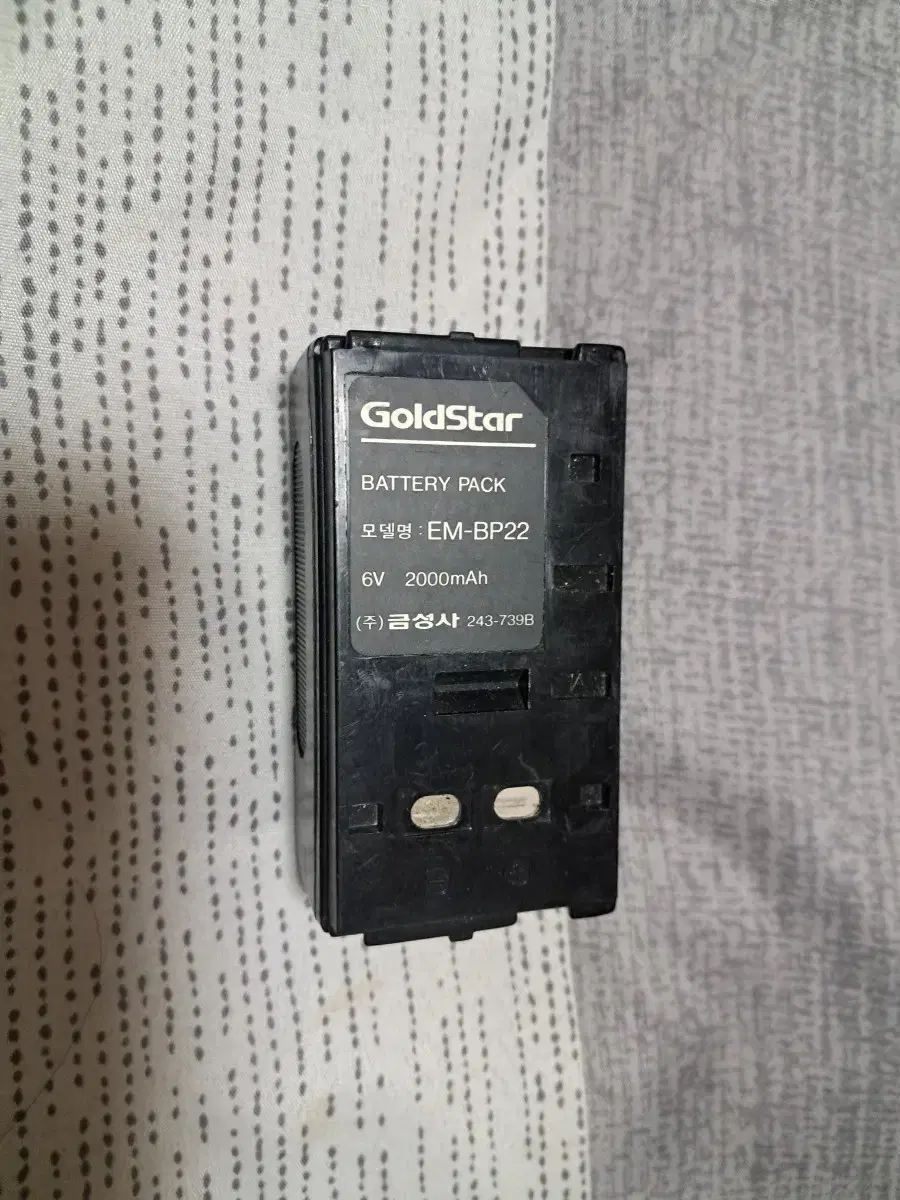 GoldStar
BATTERY PACK
모델명 : EM-BP22
6V 2000mAh
(주) 금성사 243-739B